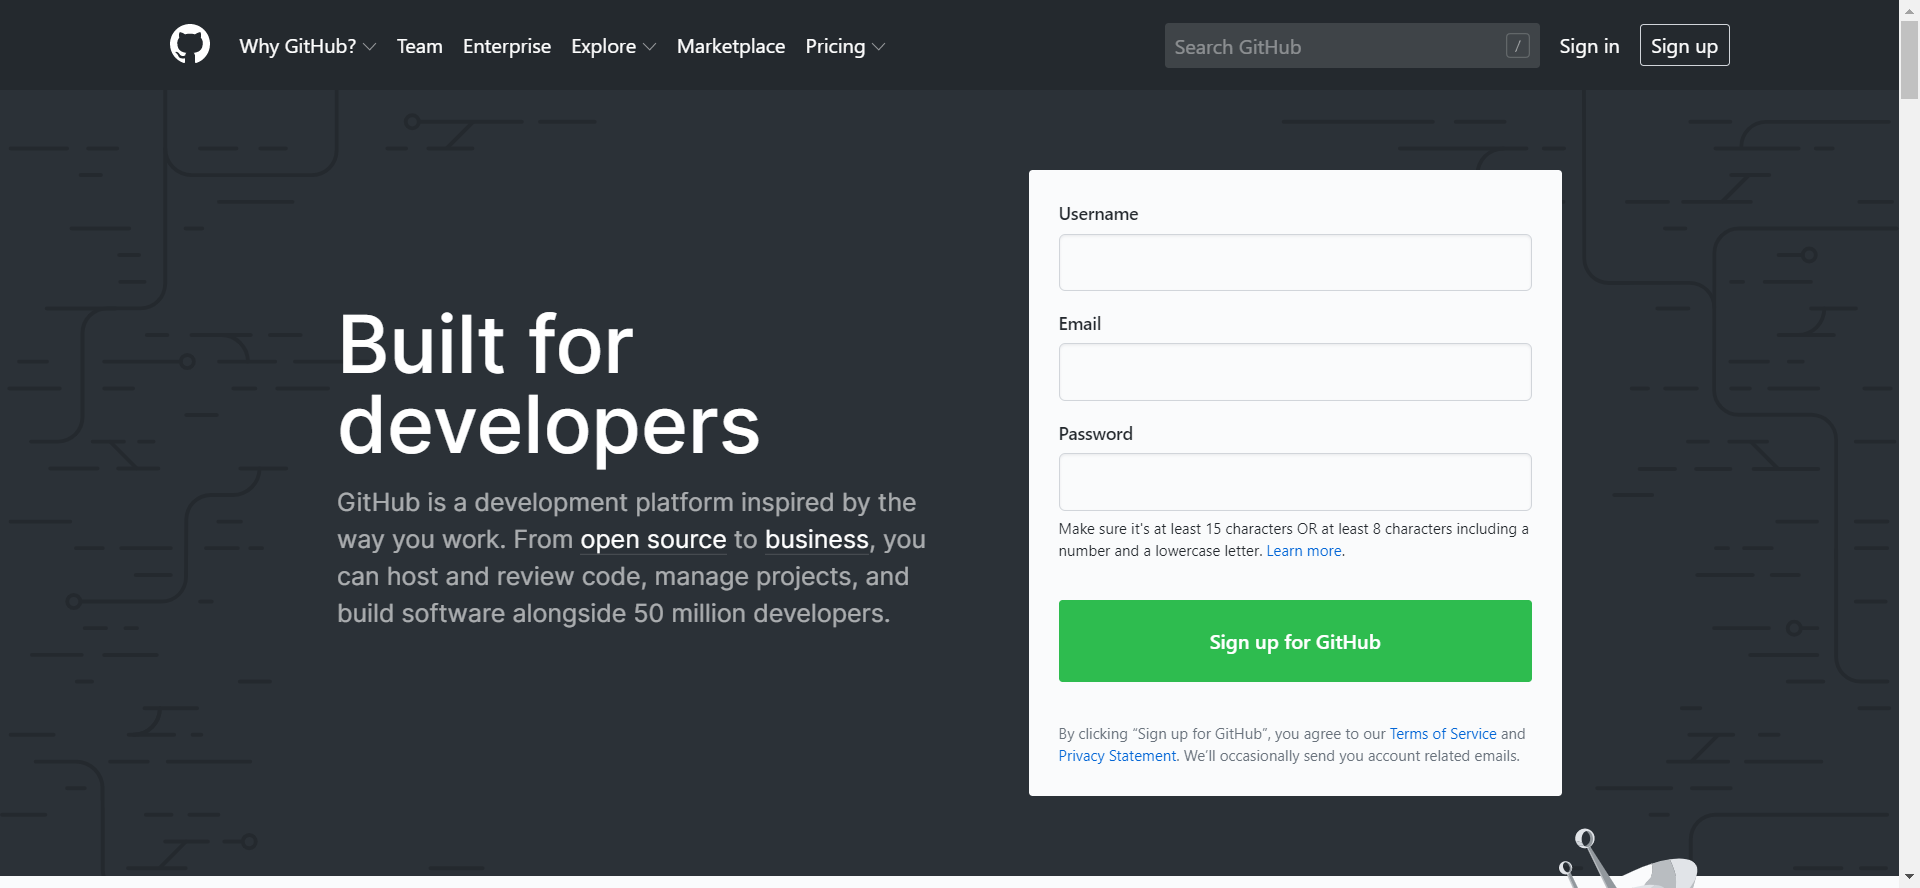 Why GitHub? Team Enterprise Explore Marketplace Pricing Search GitHub / Sign in Sign up
Built for
developers
GitHub is a development platform inspired by the
way you work. From open source to business, you
can host and review code, manage projects, and
build software alongside 50 million developers.
Username
Email
Password
Make sure it's at least 15 characters OR at least 8 characters including a
number and a lowercase letter. Learn more.
Sign up for GitHub
By clicking “Sign up for GitHub”, you agree to our Terms of Service and
Privacy Statement. We’ll occasionally send you account related emails.